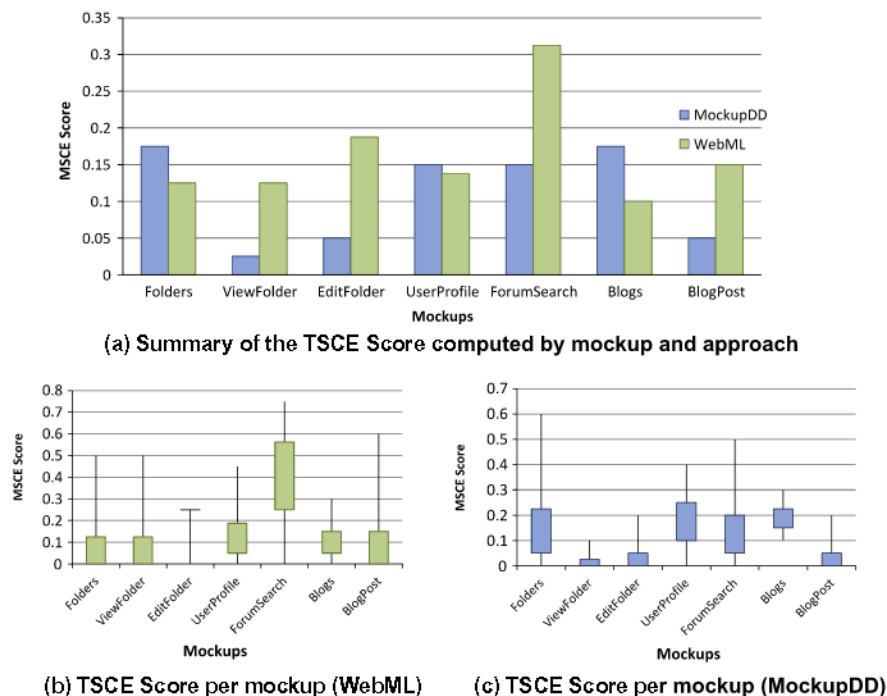 0.35
0.3
0.25
0.2
0.15
0.1
0.05
0
MSCE Score
MockupDD
WebML
Folders ViewFolder EditFolder UserProfile ForumSearch Blogs BlogPost
Mockups
(a) Summary of the TSCE Score computed by mockup and approach
0.8
0.7
0.6
0.5
0.4
0.3
0.2
0.1
0
MSCE Score
Folders ViewFolder EditFolder UserProfile ForumSearch Blogs BlogPost
Mockups
(b) TSCE Score per mockup (WebML)
0.7
0.6
0.5
0.4
0.3
0.2
0.1
0
MSCE Score
Folders ViewFolder EditFolder UserProfile ForumSearch Blogs BlogPost
Mockups
(c) TSCE Score per mockup (MockupDD)